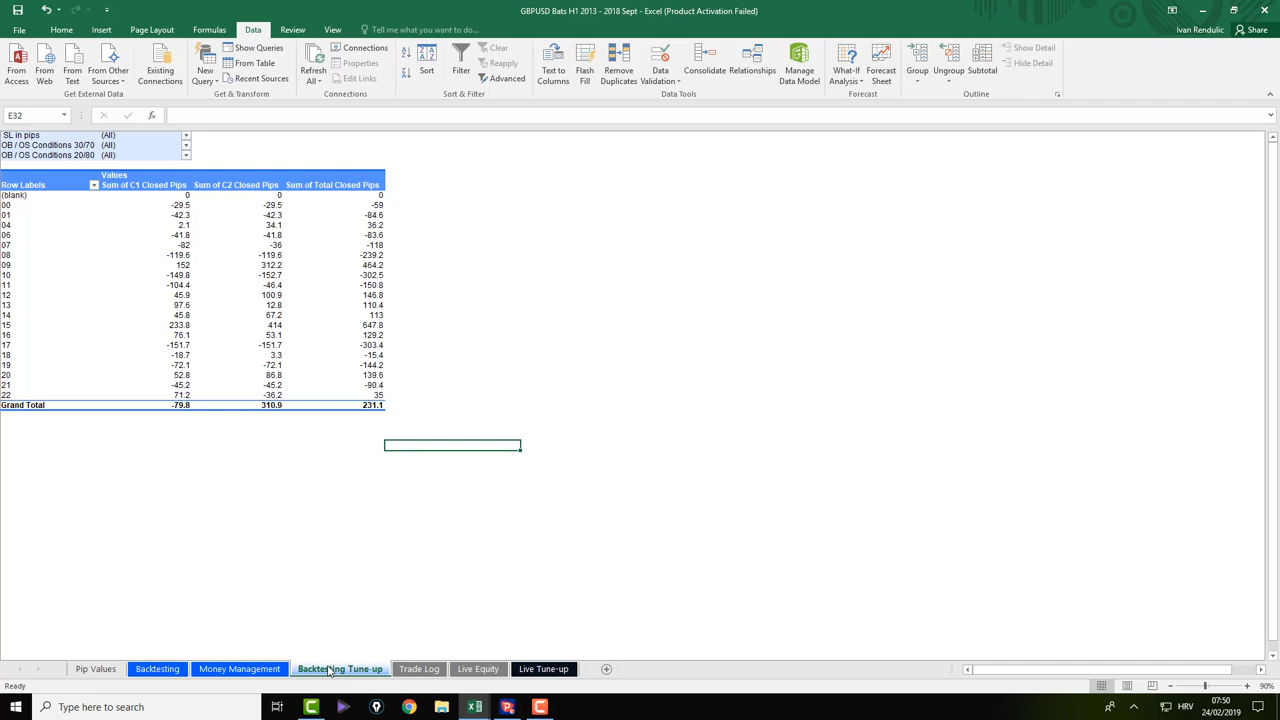 GBPUSD Bats H1 2013 - 2018 Sept - Excel (Product Activation Failed)
File Home Insert Page Layout Formulas Data Review View Tell me what you want to do... Ivan Rendulic Share
From Access From Web From Text From Other Sources Existing Connections New Query Show Queries From Table Recent Sources Refresh All Connections Properties Edit Links Sort Filter Clear Reapply Advanced Text to Columns Flash Fill Remove Duplicates Data Validation Consolidate Relationships Manage Data Model What-If Analysis Forecast Sheet Group Ungroup Subtotal Show Detail Hide Detail
Get External Data Get & Transform Connections Sort & Filter Data Tools Forecast Outline
E32 fx
SL in pips (All)
OB / OS Conditions 30/70 (All)
OB / OS Conditions 20/80 (All)
Values
Row Labels Sum of C1 Closed Pips Sum of C2 Closed Pips Sum of Total Closed Pips
(blank) 0 0 0
00 -29.5 -29.5 -59
01 -42.3 -42.3 -84.6
04 2.1 34.1 36.2
06 -41.8 -41.8 -83.6
07 -82 -36 -118
08 -119.6 -119.6 -239.2
09 152 312.2 464.2
10 -149.8 -152.7 -302.5
11 -104.4 -46.4 -150.8
12 45.9 100.9 146.8
13 97.6 12.8 110.4
14 45.8 67.2 113
15 233.8 414 647.8
16 76.1 53.1 129.2
17 -151.7 -151.7 -303.4
18 -18.7 3.3 -15.4
19 -72.1 -72.1 -144.2
20 52.8 86.8 139.6
21 -45.2 -45.2 -90.4
22 71.2 -36.2 35
Grand Total -79.8 310.9 231.1
Pip Values Backtesting Money Management Backtesting Tune-up Trade Log Live Equity Live Tune-up
Ready 90%
Type here to search HRV 07:50
24/02/2019